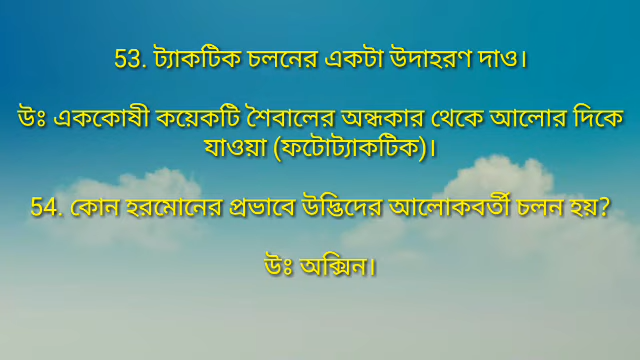 53. ট্যাকটিক চলনের একটা উদাহরণ দাও।
উঃ এককোষী কয়েকটি শৈবালের অন্ধকার থেকে আলোর দিকে
যাওয়া (ফটোট্যাকটিক)।
54. কোন হরমোনের প্রভাবে উদ্ভিদের আলোকবর্তী চলন হয়?
উঃ অক্সিন।